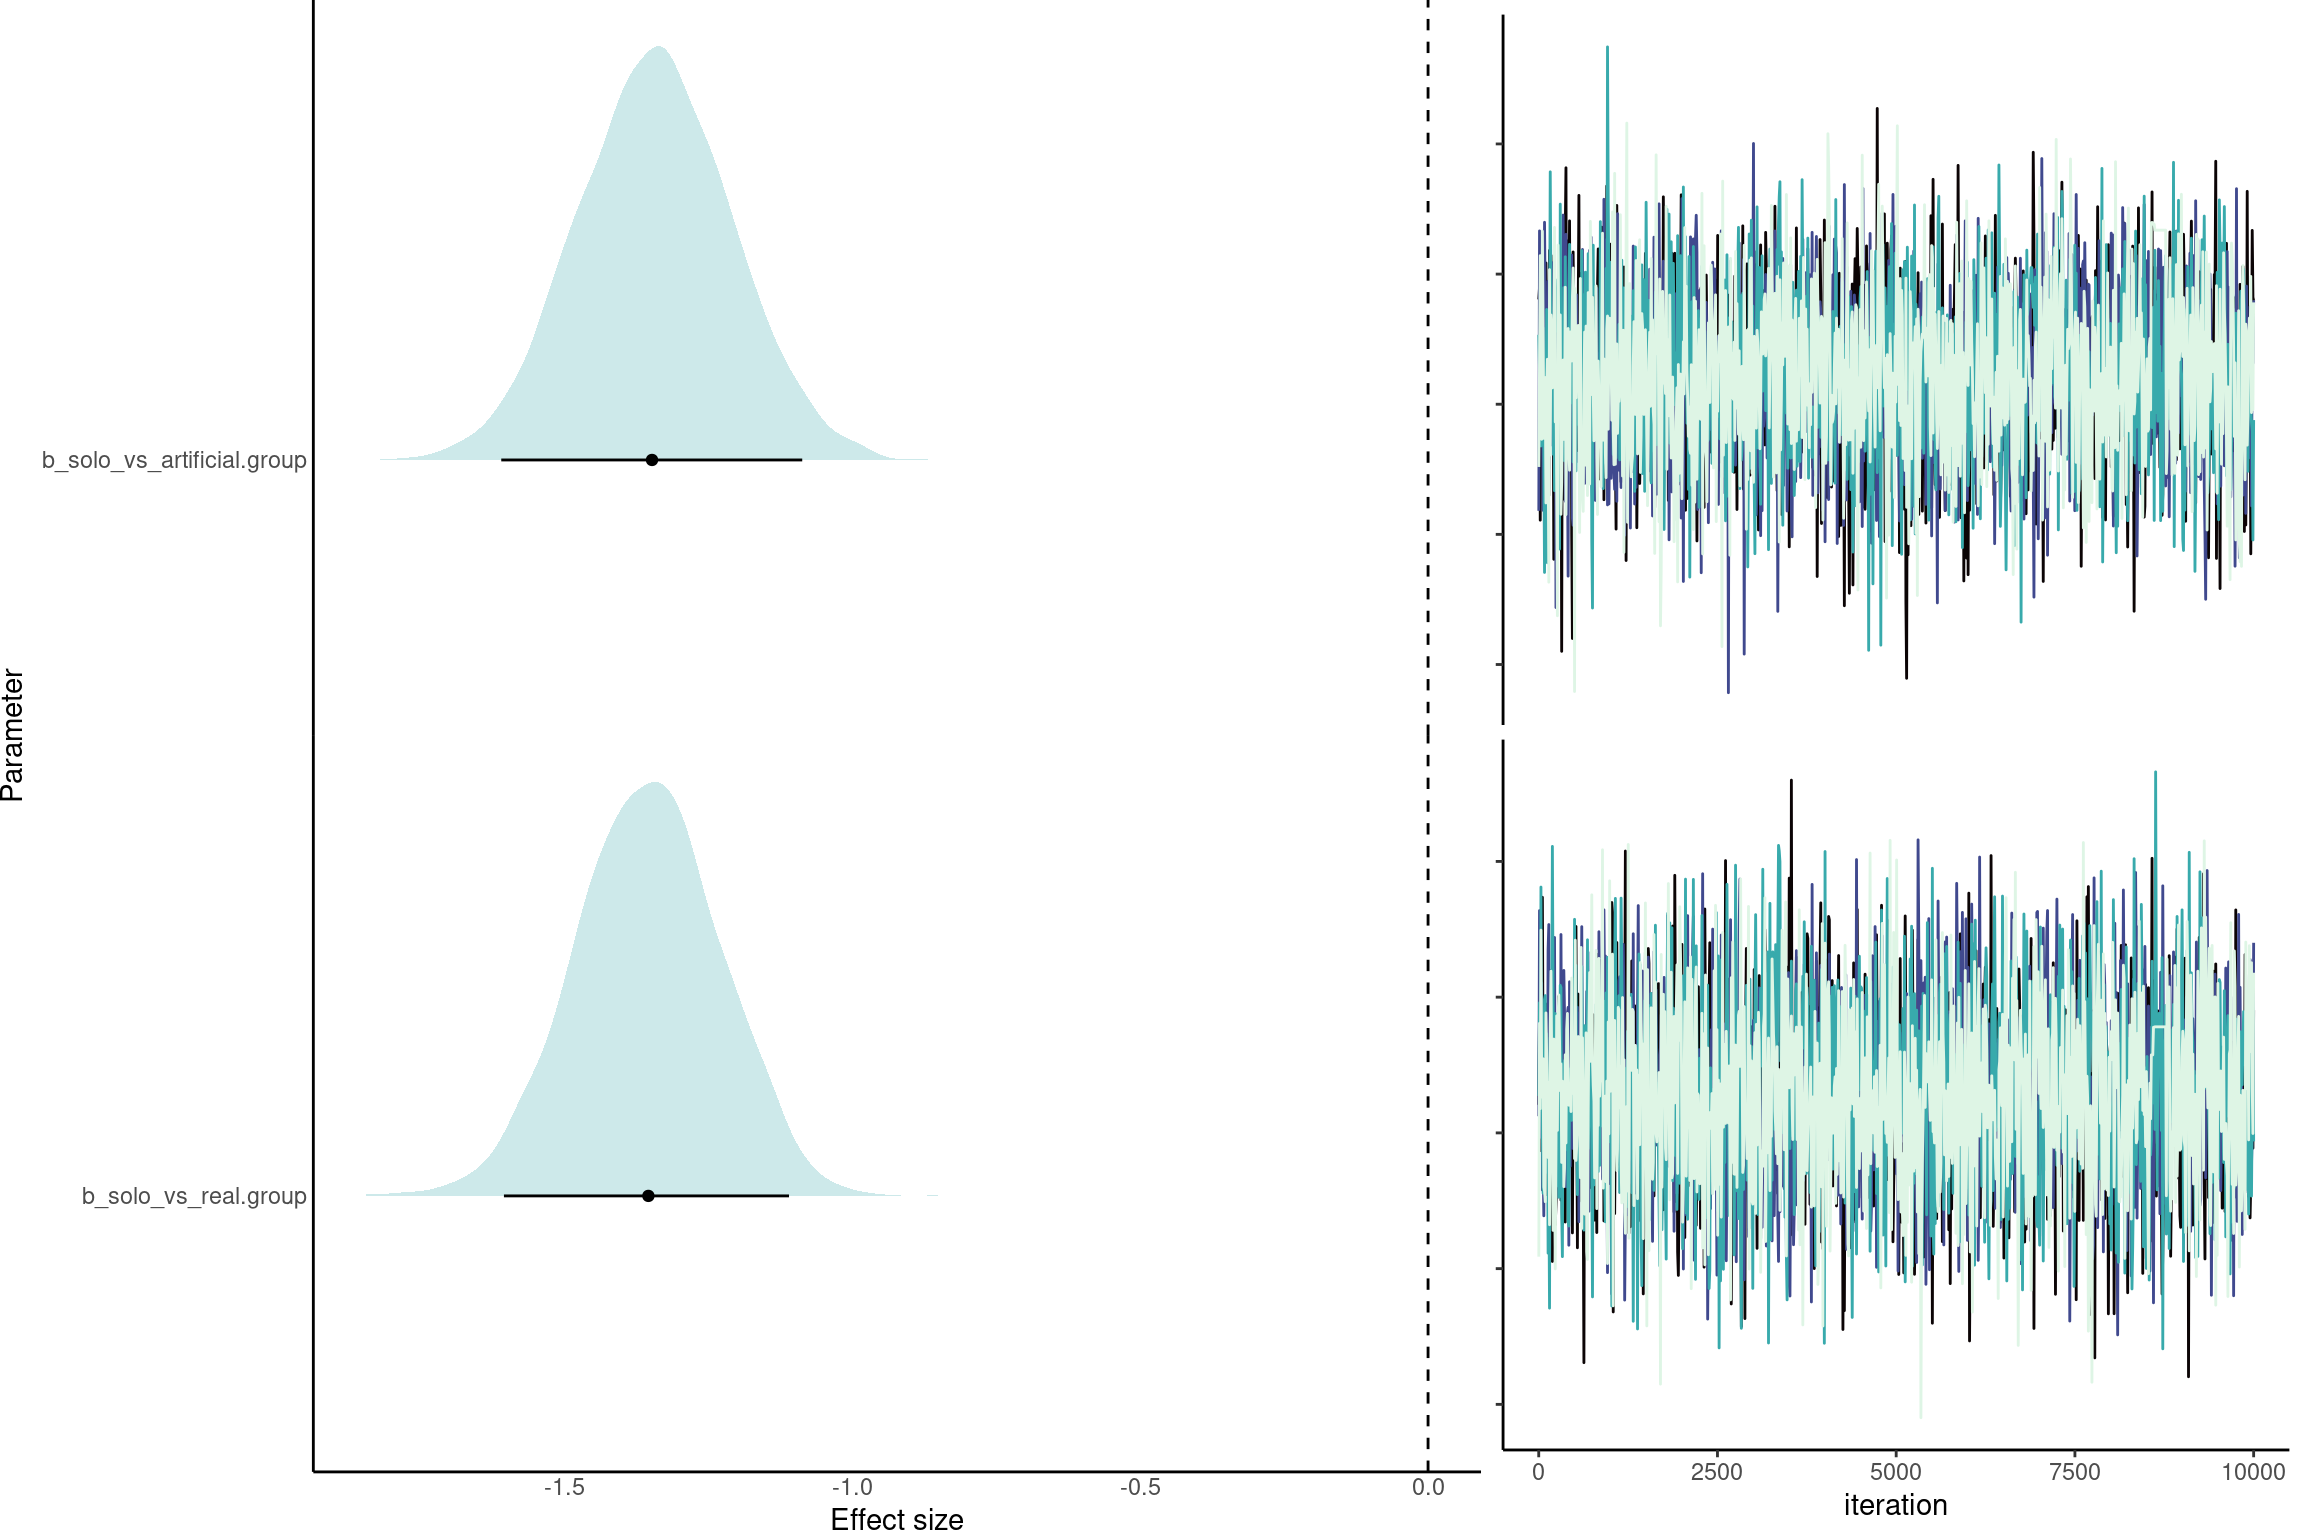 Parameter
b_solo_vs_artificial.group
b_solo_vs_real.group
-1.5 -1.0 -0.5 0.0
Effect size
0 2500 5000 7500 10000
iteration